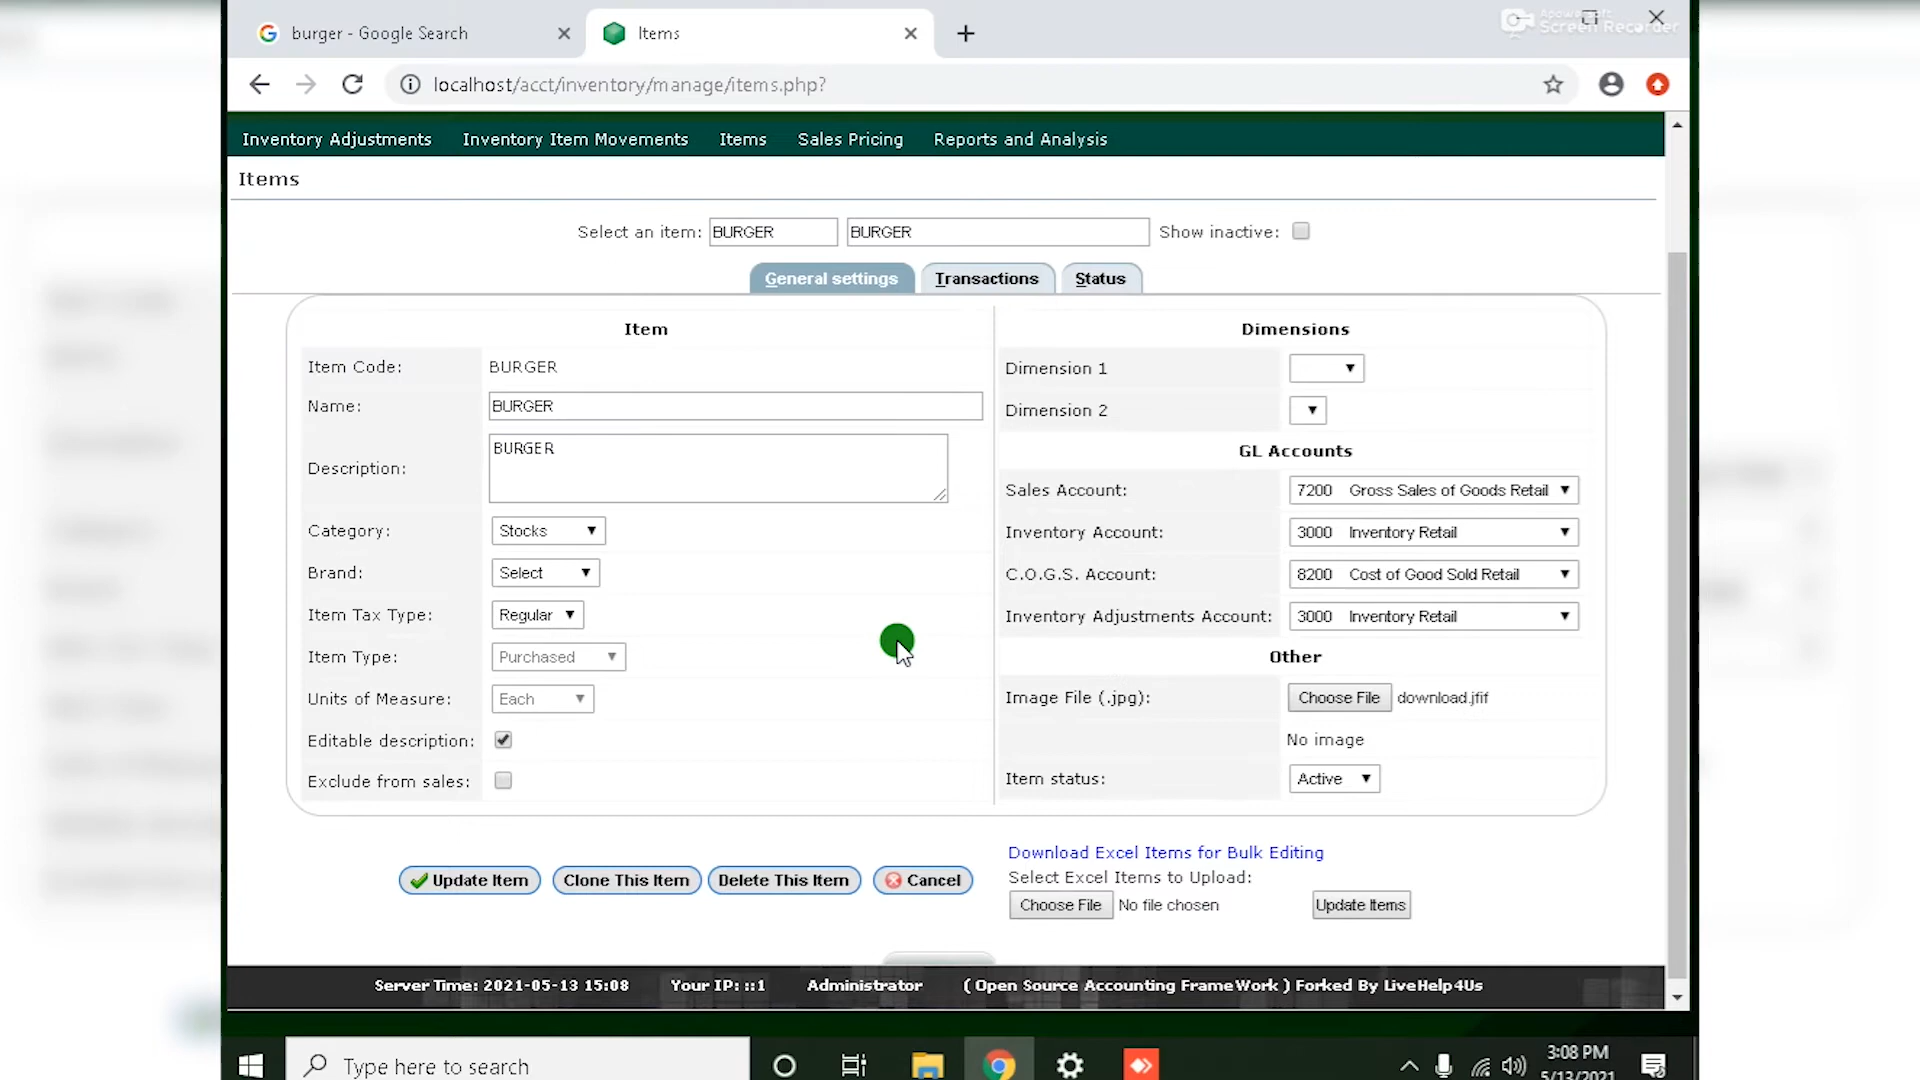 burger - Google Search
Items
Apowersoft
Screen Recorder
localhost/acct/inventory/manage/items.php?
Inventory Adjustments Inventory Item Movements Items Sales Pricing Reports and Analysis
Items
Select an item: BURGER BURGER Show inactive:
General settings Transactions Status
Item
Item Code: BURGER
Name: BURGER
Description: BURGER
Category: Stocks
Brand: Select
Item Tax Type: Regular
Item Type: Purchased
Units of Measure: Each
Editable description:
Exclude from sales:
Dimensions
Dimension 1
Dimension 2
GL Accounts
Sales Account: 7200 Gross Sales of Goods Retail
Inventory Account: 3000 Inventory Retail
C.O.G.S. Account: 8200 Cost of Good Sold Retail
Inventory Adjustments Account: 3000 Inventory Retail
Other
Image File (.jpg): Choose File download.jfif
No image
Item status: Active
Update Item Clone This Item Delete This Item Cancel
Download Excel Items for Bulk Editing
Select Excel Items to Upload:
Choose File No file chosen Update Items
Server Time: 2021-05-13 15:08 Your IP: ::1 Administrator ( Open Source Accounting FrameWork ) Forked By LiveHelp4Us
Type here to search
3:08 PM
5/13/2021